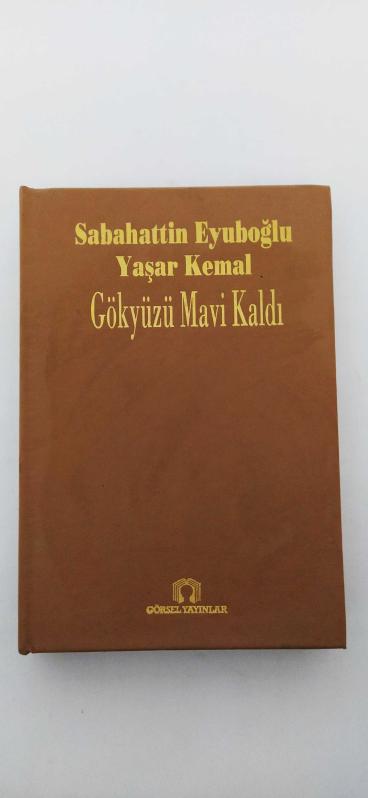 Sabahattin Eyuboğlu
Yaşar Kemal
Gökyüzü Mavi Kaldı
GÖRSEL YAYINLAR